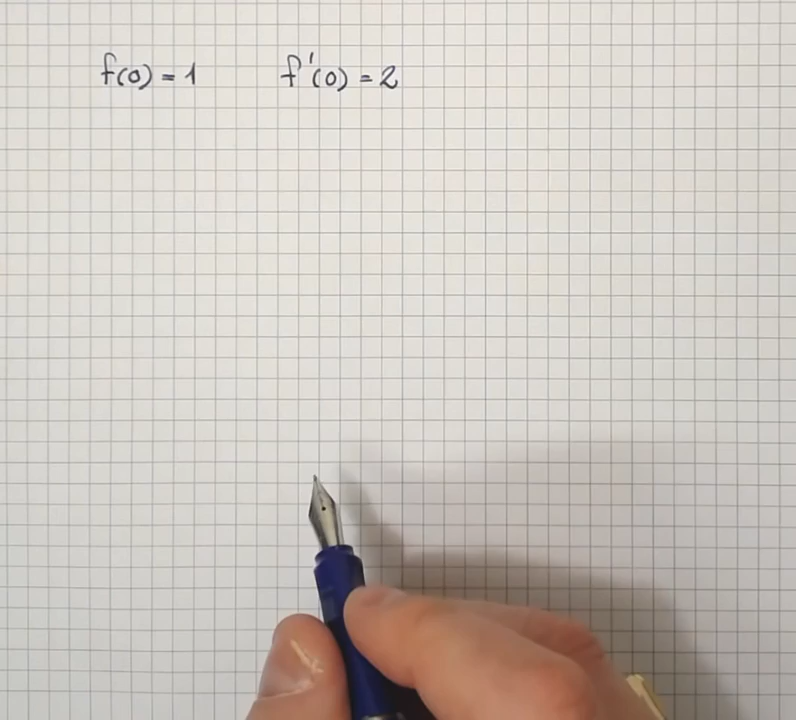 f(0) = 1 f'(0) = 2